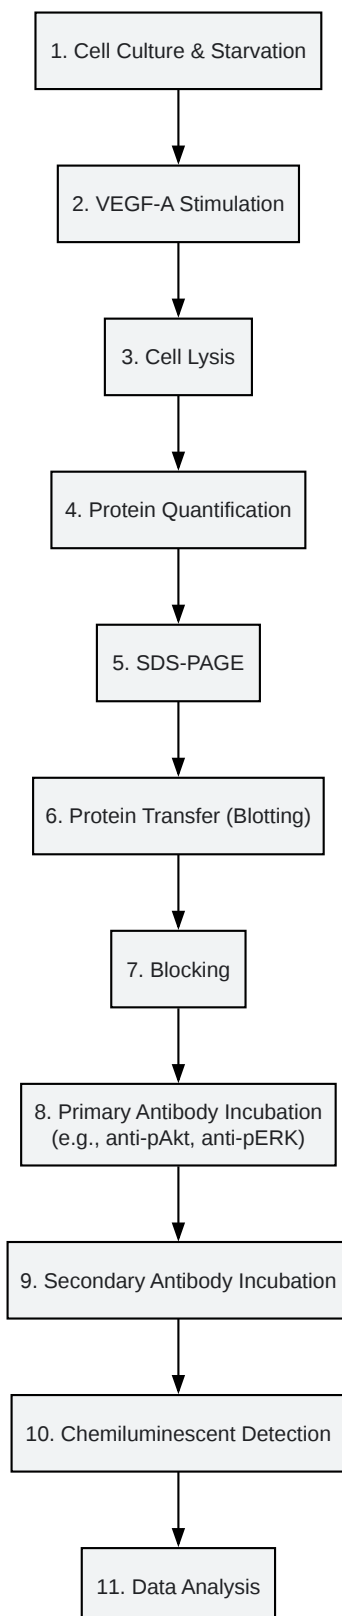 1. Cell Culture & Starvation
2. VEGF-A Stimulation
3. Cell Lysis
4. Protein Quantification
5. SDS-PAGE
6. Protein Transfer (Blotting)
7. Blocking
8. Primary Antibody Incubation
(e.g., anti-pAkt, anti-pERK)
9. Secondary Antibody Incubation
10. Chemiluminescent Detection
11. Data Analysis